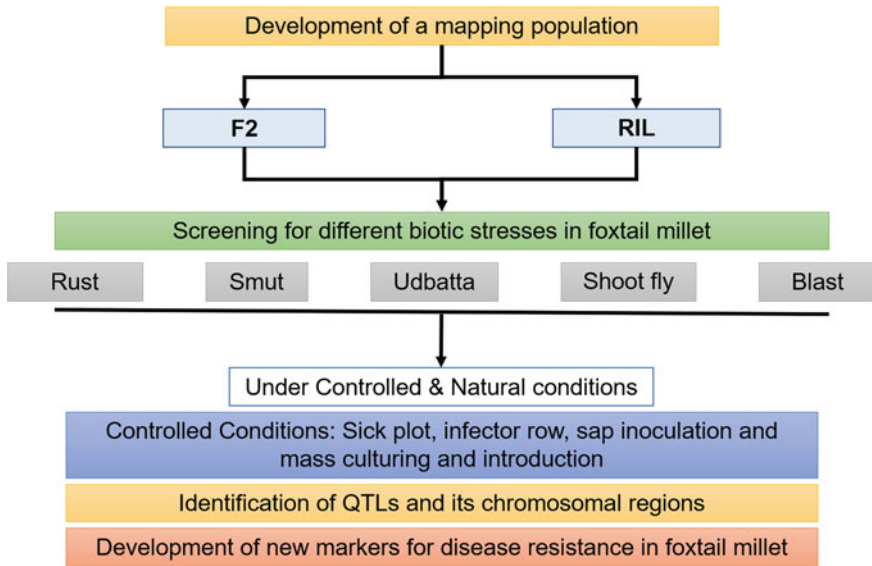 Development of a mapping population
F2
RIL
Screening for different biotic stresses in foxtail millet
Rust
Smut
Udbatta
Shoot fly
Blast
Under Controlled & Natural conditions
Controlled Conditions: Sick plot, infector row, sap inoculation and
mass culturing and introduction
Identification of QTLs and its chromosomal regions
Development of new markers for disease resistance in foxtail millet